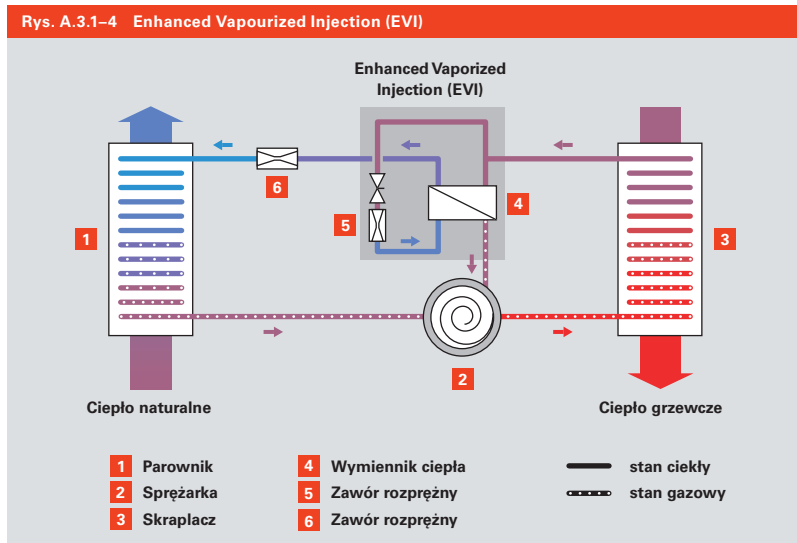 Rys. A.3.1–4 Enhanced Vapourized Injection (EVI)
Enhanced Vaporized
Injection (EVI)
6
4
5
1
3
2
Ciepło naturalne
Ciepło grzewcze
1 Parownik
2 Sprężarka
3 Skraplacz
4 Wymiennik ciepła
5 Zawór rozprężny
6 Zawór rozprężny
stan ciekły
stan gazowy